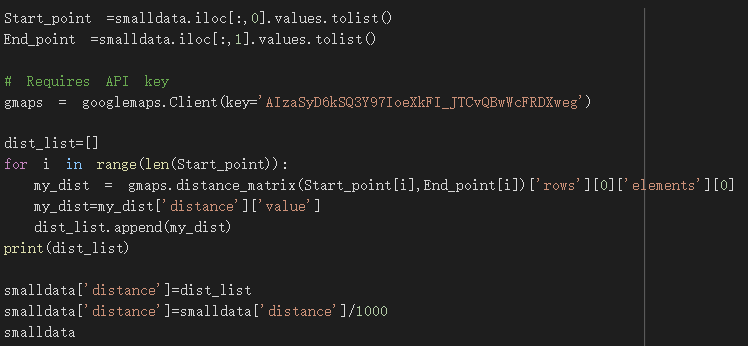 Start_point =smalldata.iloc[:,0].values.tolist()
End_point =smalldata.iloc[:,1].values.tolist()
# Requires API key
gmaps = googlemaps.Client(key='AIzaSyD6kSQ3Y97IoeXkFI_JTCvQBwWcFRDXweg')
dist_list=[]
for i in range(len(Start_point)):
my_dist = gmaps.distance_matrix(Start_point[i],End_point[i])['rows'][0]['elements'][0]
my_dist=my_dist['distance']['value']
dist_list.append(my_dist)
print(dist_list)
smalldata['distance']=dist_list
smalldata['distance']=smalldata['distance']/1000
smalldata